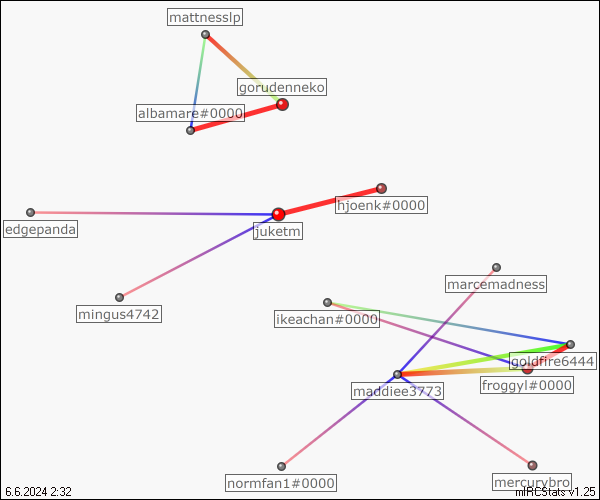 mattnesslp
gorudenneko
albamare#0000
hjoenk#0000
edgepanda
juketm
marcemadness
mingus4742
ikeachan#0000
goldfire6444
froggyl#0000
maddiee3773
normfan1#0000
mercurybro
6.6.2024 2:32
mIRCStats v1.25